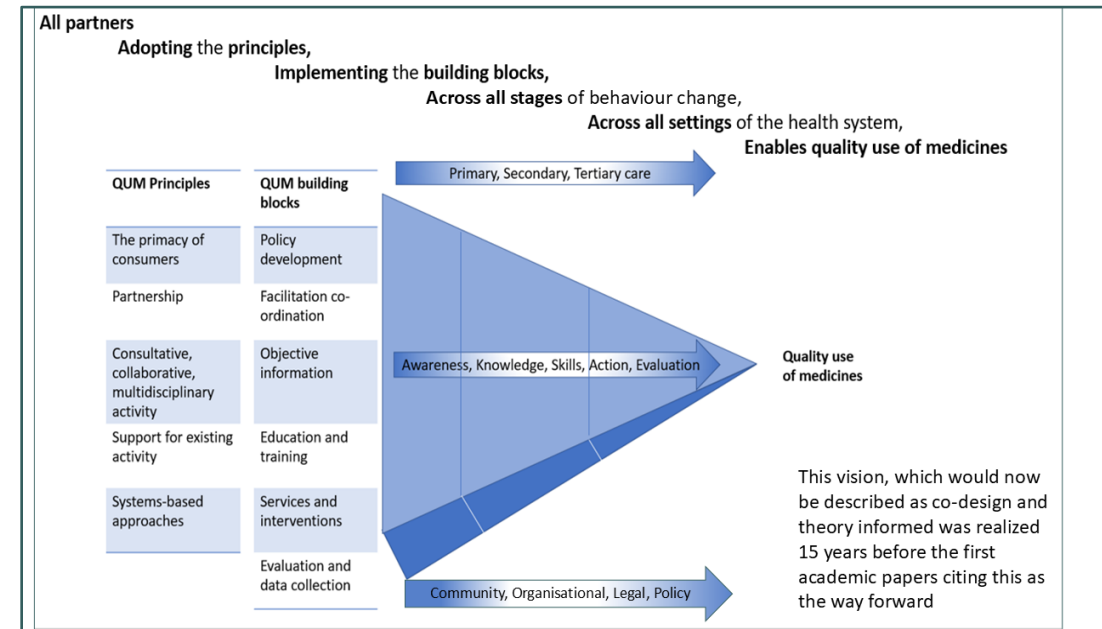 All partners
Adopting the principles,
Implementing the building blocks,
Across all stages of behaviour change,
Across all settings of the health system,
Enables quality use of medicines
Primary, Secondary, Tertiary care
QUM Principles
The primacy of
consumers
Partnership
Consultative,
collaborative,
multidisciplinary
activity
Support for existing
activity
Systems-based
approaches
QUM building
blocks
Policy
development
Facilitation co-
ordination
Objective
information
Education and
training
Services and
interventions
Evaluation and
data collection
Awareness, Knowledge, Skills, Action, Evaluation
Quality use
of medicines
Community, Organisational, Legal, Policy
This vision, which would now
be described as co-design and
theory informed was realized
15 years before the first
academic papers citing this as
the way forward